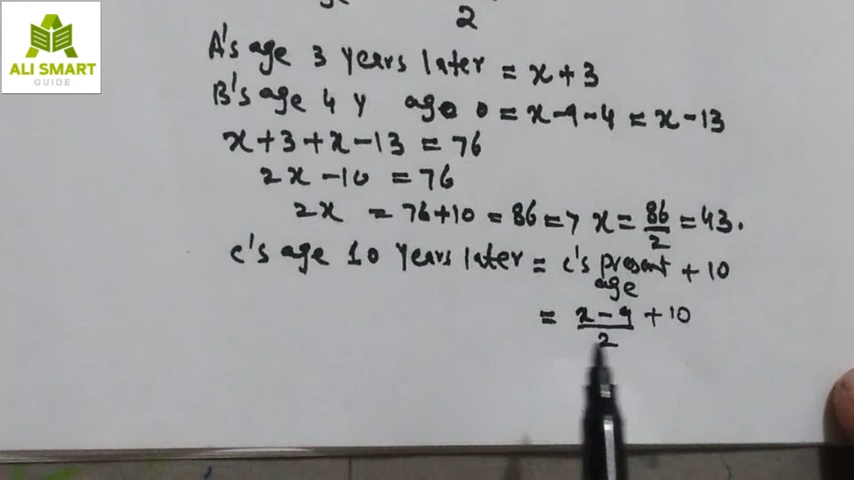 ALI SMART
GUIDE
2
A's age 3 years later = x+3
B's age 4 y ago = x-9-4 = x-13
x+3+x-13 = 76
2x -10 = 76
2x = 76+10 = 86 => x = 86/2 = 43.
c's age 10 years later = c's present age + 10
= x-9/2 + 10